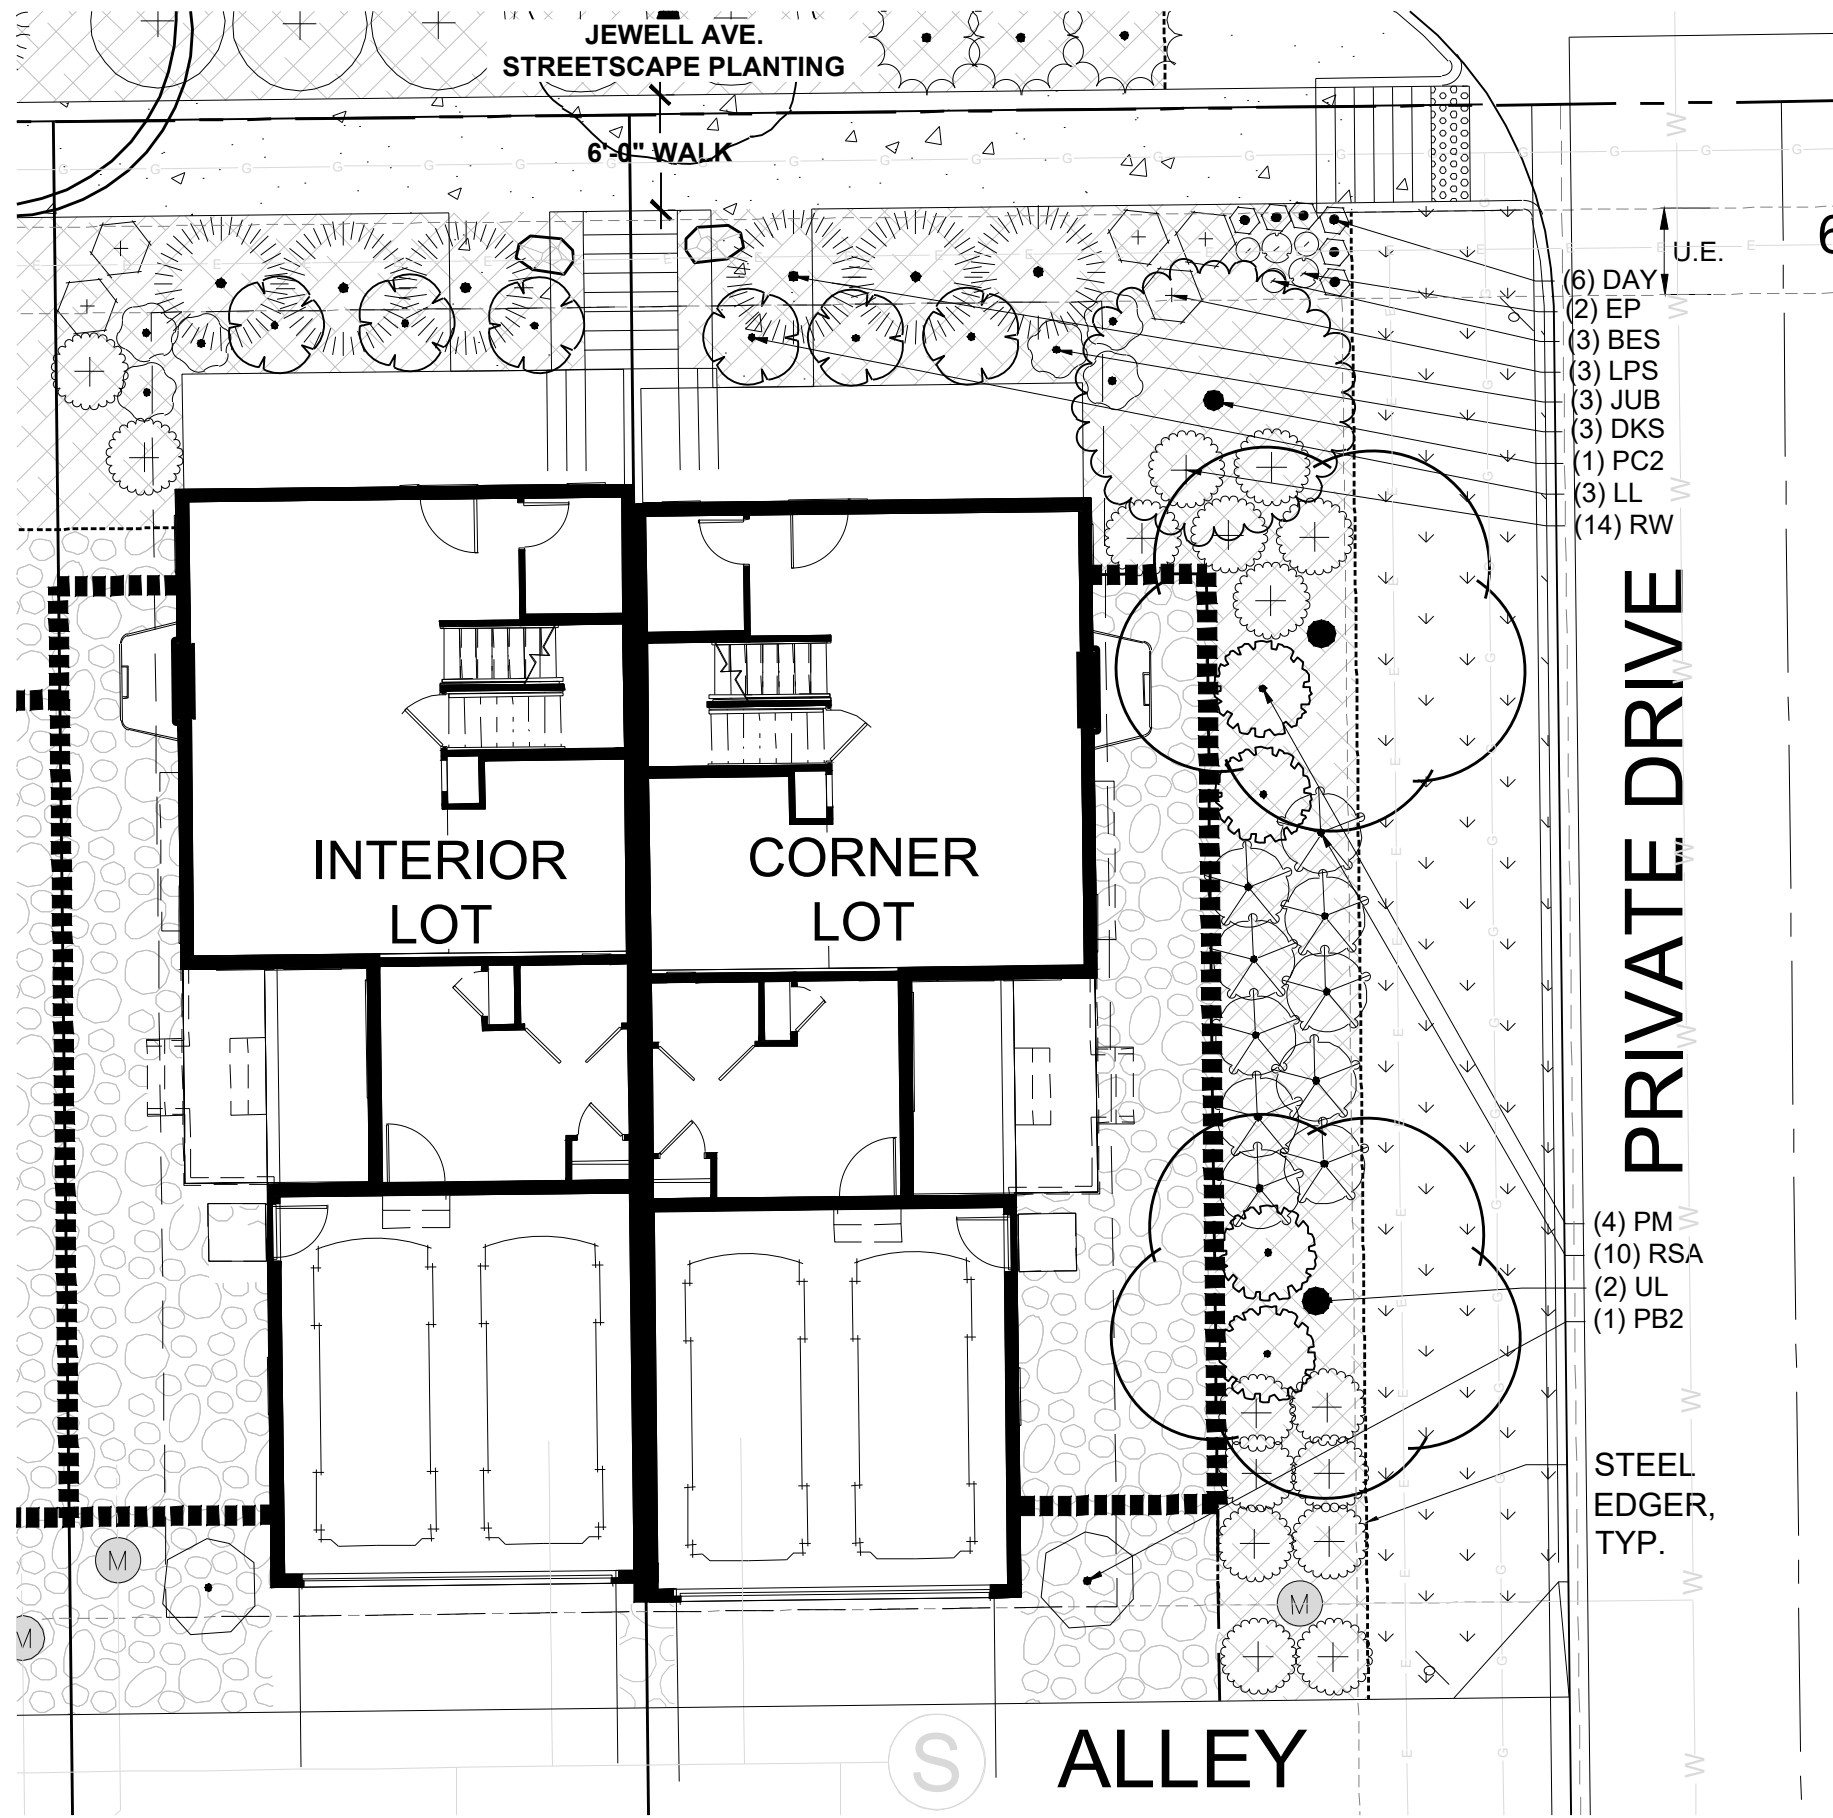 JEWELL AVE.
STREETSCAPE PLANTING
6'-0" WALK
U.E.
6
(6) DAY
(2) EP
(3) BES
(3) LPS
(3) JUB
(3) DKS
(1) PC2
(3) LL
(14) RW
PRIVATE DRIVE
INTERIOR
LOT
CORNER
LOT
(4) PM
(10) RSA
(2) UL
(1) PB2
STEEL
EDGER,
TYP.
M
M
M
S
ALLEY